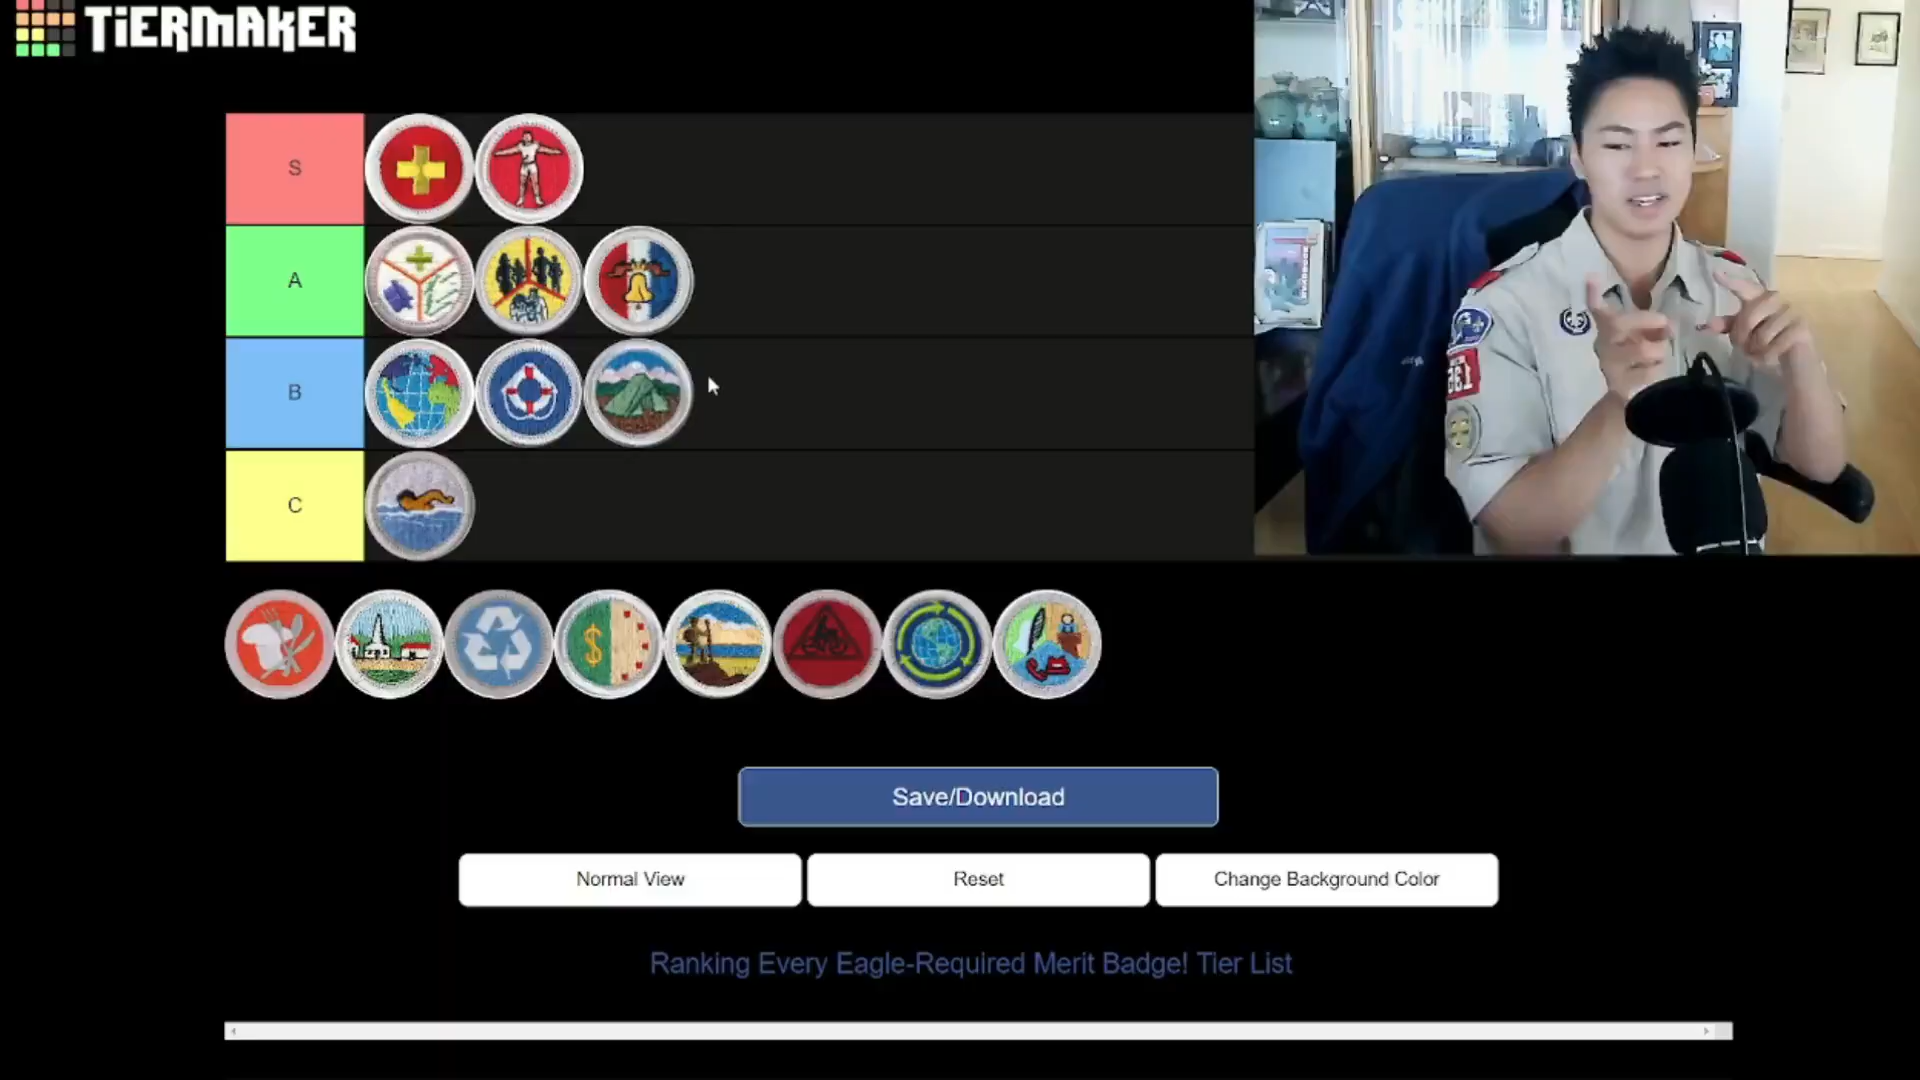 TiERMAKER
S
A
B
C
Save/Download
Normal View
Reset
Change Background Color
Ranking Every Eagle-Required Merit Badge! Tier List